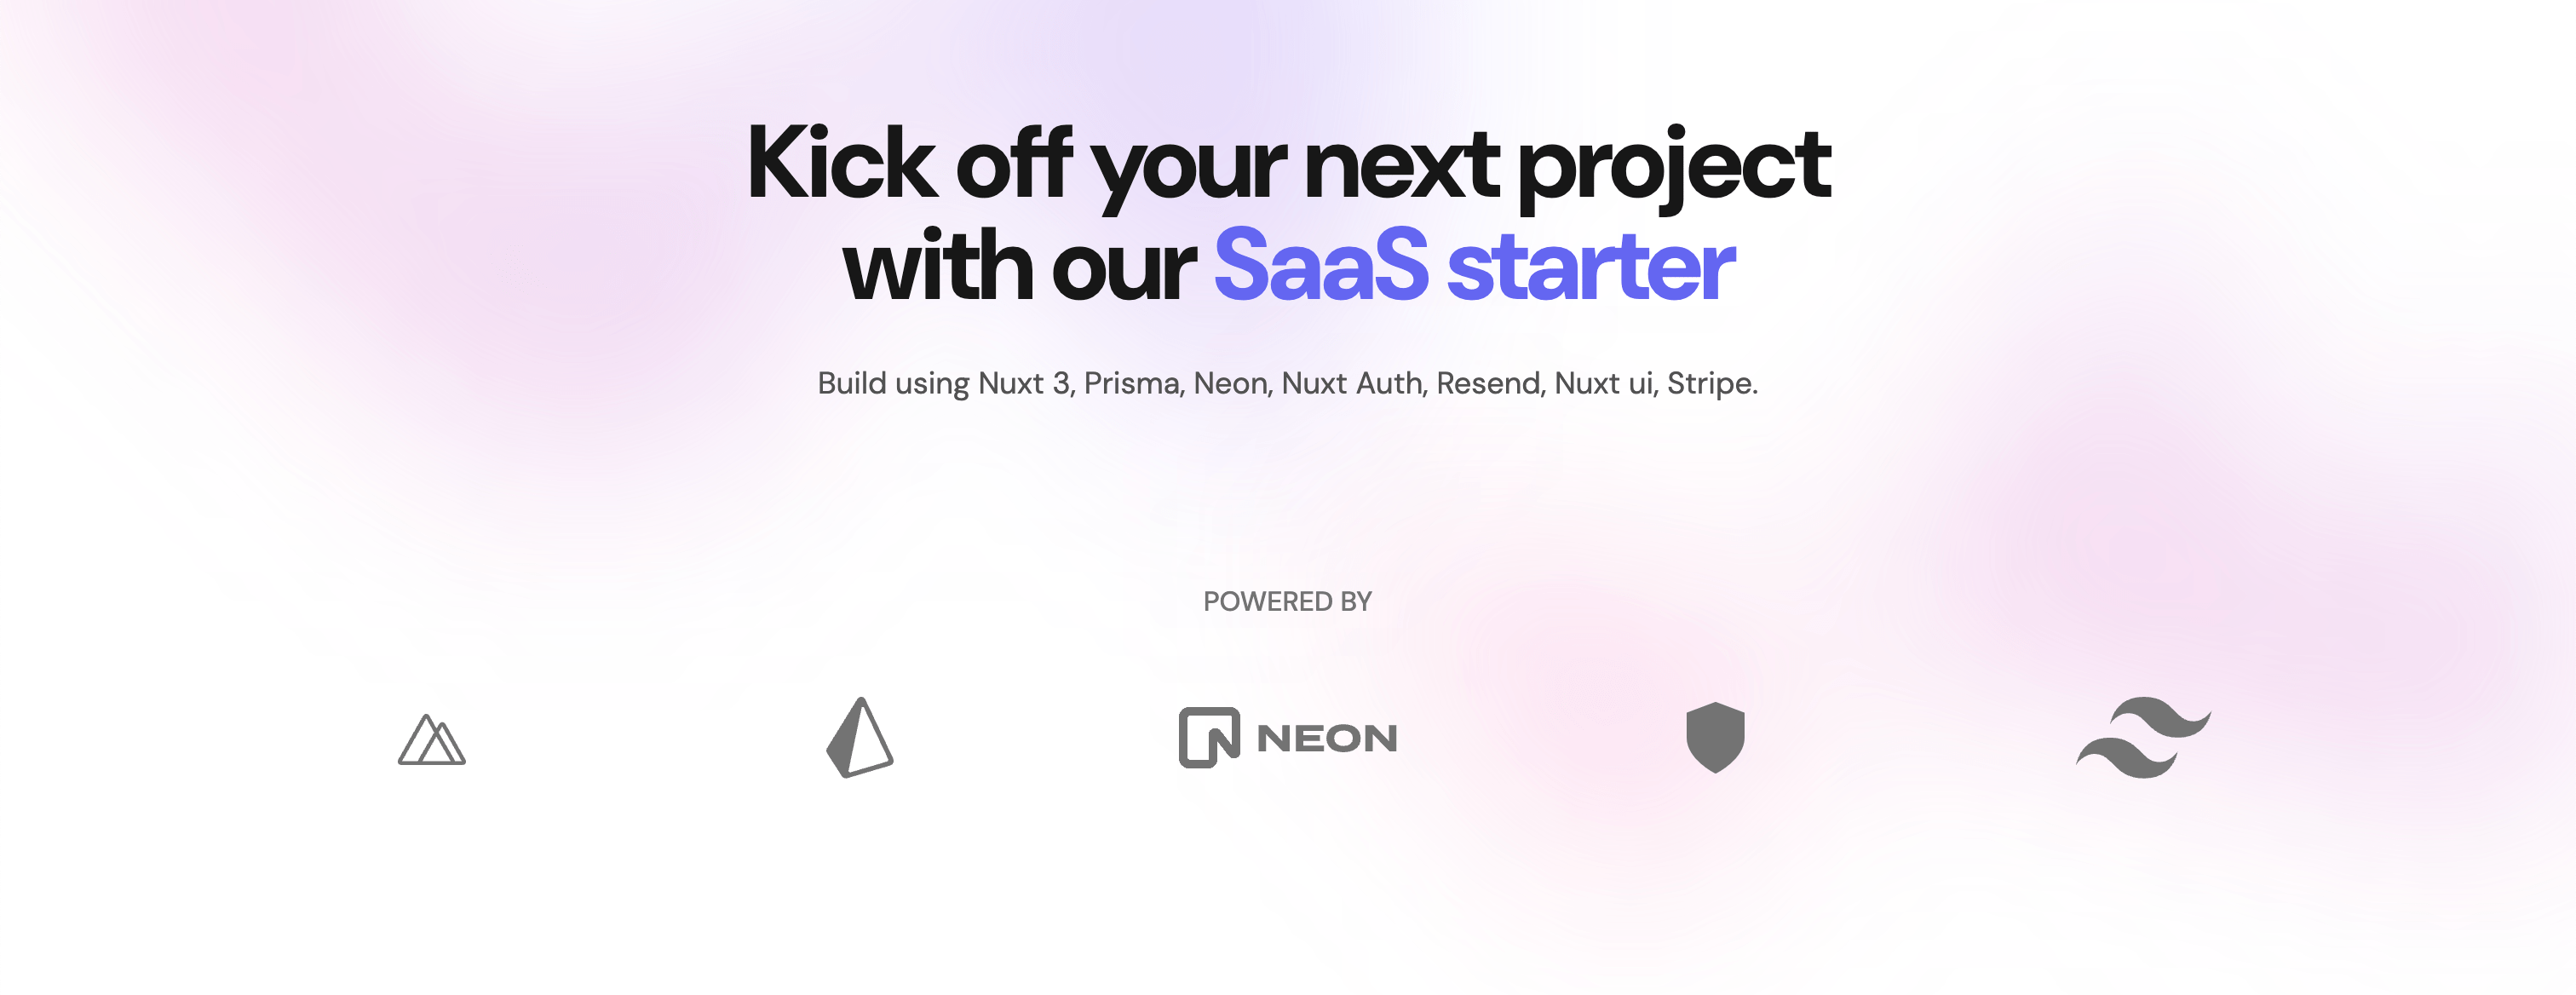 Kick off your next project
with our SaaS starter
Build using Nuxt 3, Prisma, Neon, Nuxt Auth, Resend, Nuxt ui, Stripe.
POWERED BY
NEON